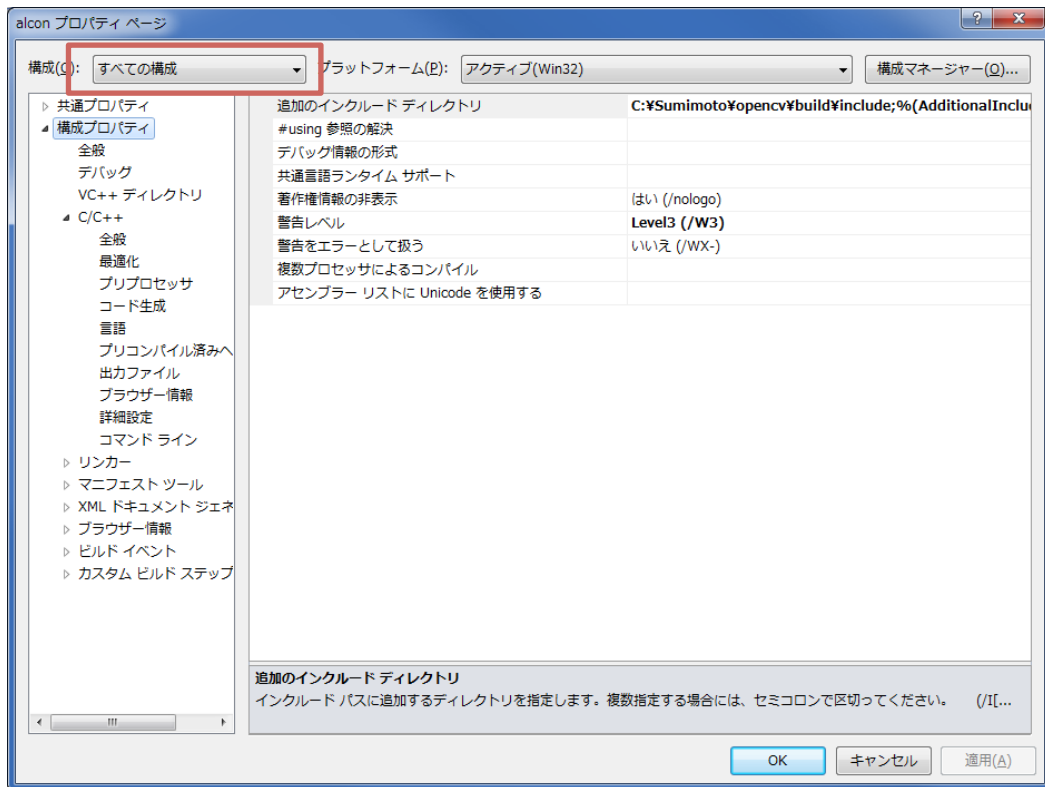 alcon プロパティ ページ
構成(C): すべての構成 プラットフォーム(P): アクティブ(Win32) 構成マネージャー(O)...
共通プロパティ
構成プロパティ
全般
デバッグ
VC++ ディレクトリ
C/C++
全般
最適化
プリプロセッサ
コード生成
言語
プリコンパイル済みヘ
出力ファイル
ブラウザー情報
詳細設定
コマンド ライン
リンカー
マニフェスト ツール
XML ドキュメント ジェネ
ブラウザー情報
ビルド イベント
カスタム ビルド ステップ
追加のインクルード ディレクトリ C:¥Sumimoto¥opencv¥build¥include;%(AdditionalInclu
#using 参照の解決
デバッグ情報の形式
共通言語ランタイム サポート
著作権情報の非表示 はい (/nologo)
警告レベル Level3 (/W3)
警告をエラーとして扱う いいえ (/WX-)
複数プロセッサによるコンパイル
アセンブラー リストに Unicode を使用する
追加のインクルード ディレクトリ
インクルード パスに追加するディレクトリを指定します。複数指定する場合には、セミコロンで区切ってください。 (/I[...
OK キャンセル 適用(A)